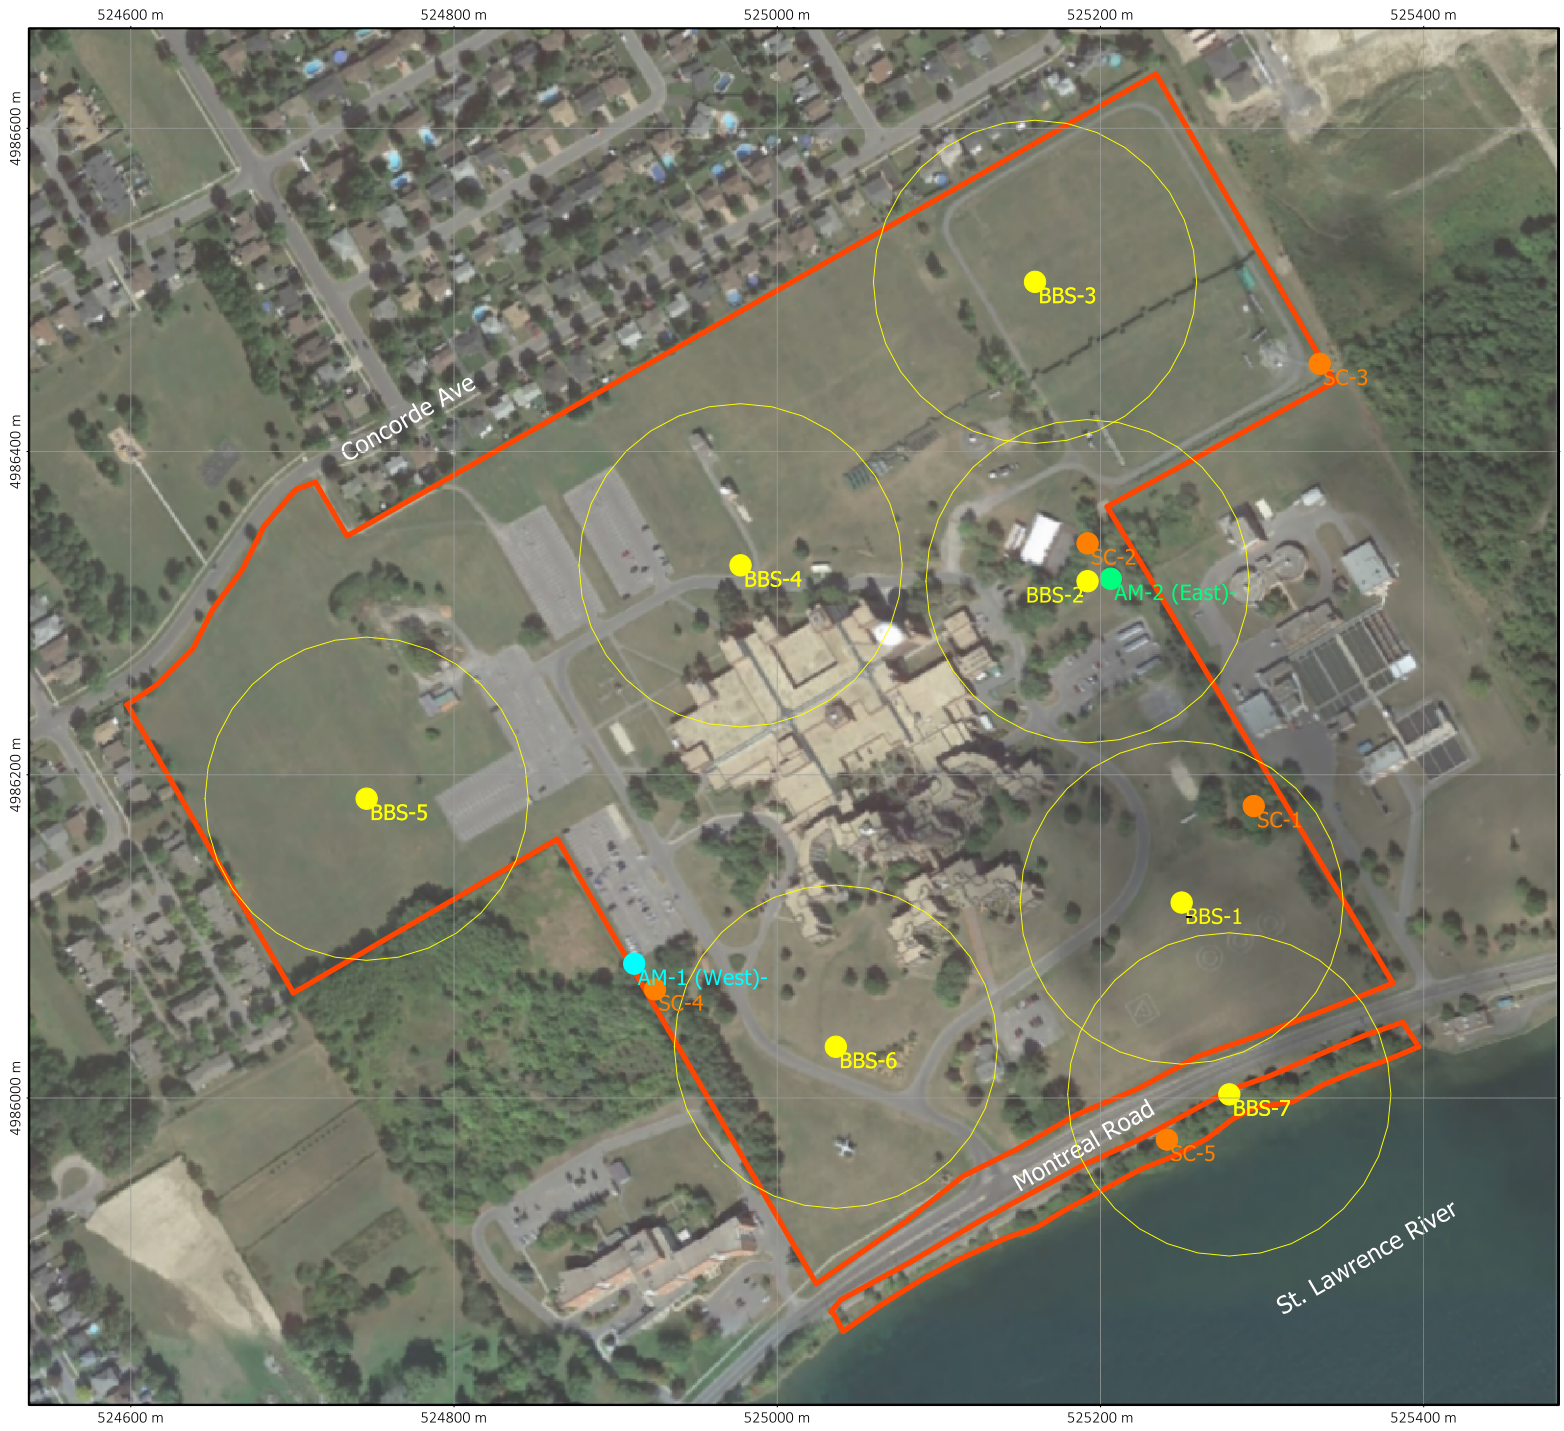 524600 m
524800 m
525000 m
525200 m
525400 m
4986600 m
BBS-3
SC-3
Concorde Ave
4986400 m
SC-2
BBS-4
BBS-2
AM-2 (East)-
4986200 m
BBS-5
SC-1
BBS-1
AM-1 (West)-
SC-4
BBS-6
4986000 m
BBS-7
Montreal Road
SC-5
St. Lawrence River
524600 m
524800 m
525000 m
525200 m
525400 m